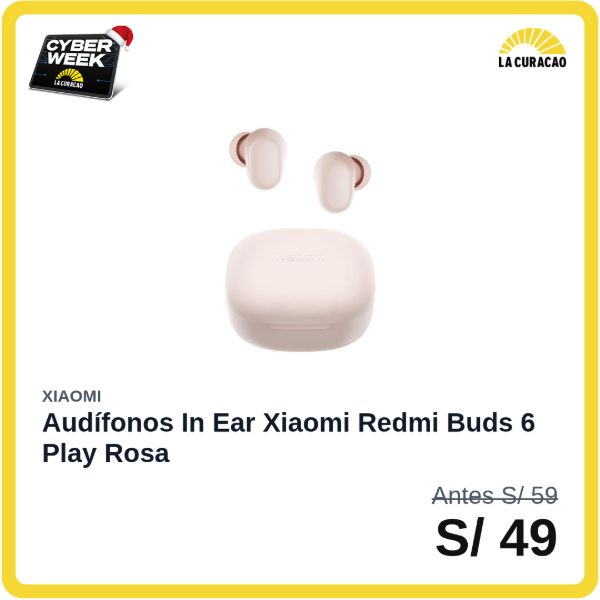 CYBER
WEEK
LA CURACAO
LA CURACAO
XIAOMI
Audífonos In Ear Xiaomi Redmi Buds 6
Play Rosa
Antes S/ 59
S/ 49